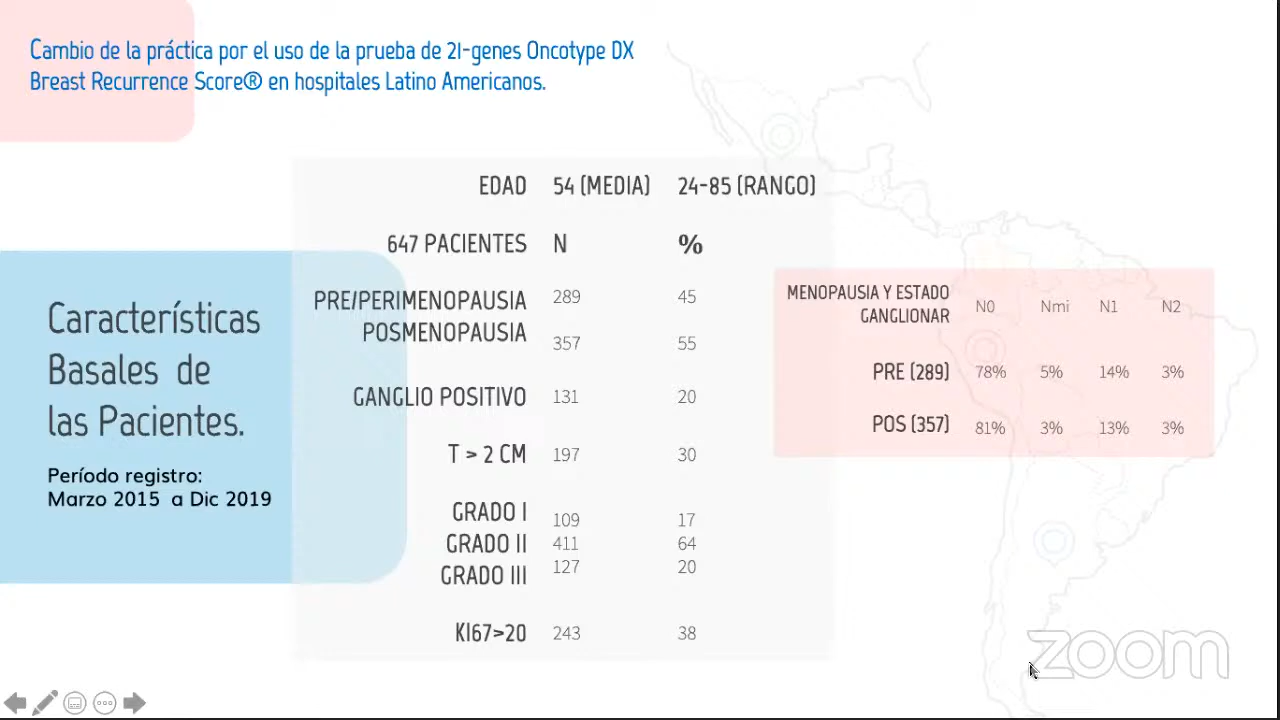 Cambio de la práctica por el uso de la prueba de 21-genes Oncotype DX
Breast Recurrence Score® en hospitales Latino Americanos.
Características
Basales de
las Pacientes.
Período registro:
Marzo 2015 a Dic 2019
EDAD 54 (MEDIA) 24-85 (RANGO)
647 PACIENTES N %
PRE/PERIMENOPAUSIA 289 45
POSMENOPAUSIA 357 55
GANGLIO POSITIVO 131 20
T > 2 CM 197 30
GRADO I 109 17
GRADO II 411 64
GRADO III 127 20
KI67>20 243 38
MENOPAUSIA Y ESTADO
GANGLIONAR N0 Nmi N1 N2
PRE (289) 78% 5% 14% 3%
POS (357) 81% 3% 13% 3%
zoom